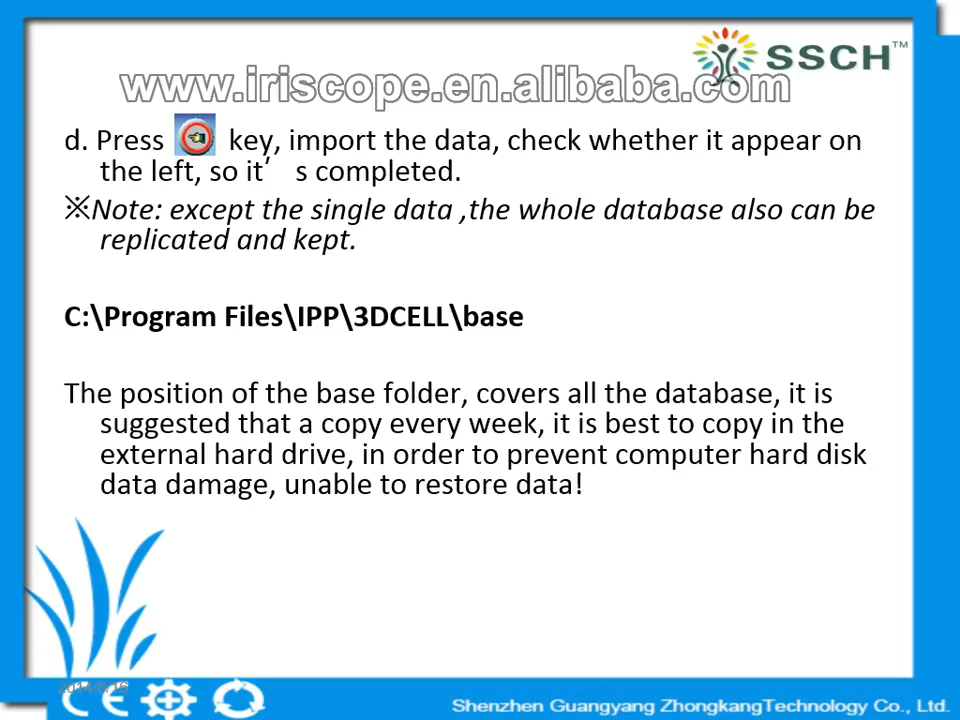 SSCH™
www.iriscope.en.alibaba.com
d. Press key, import the data, check whether it appear on
the left, so it’ s completed.
※Note: except the single data ,the whole database also can be
replicated and kept.
C:\Program Files\IPP\3DCELL\base
The position of the base folder, covers all the database, it is
suggested that a copy every week, it is best to copy in the
external hard drive, in order to prevent computer hard disk
data damage, unable to restore data!
CE
Shenzhen Guangyang ZhongkangTechnology Co., Ltd.